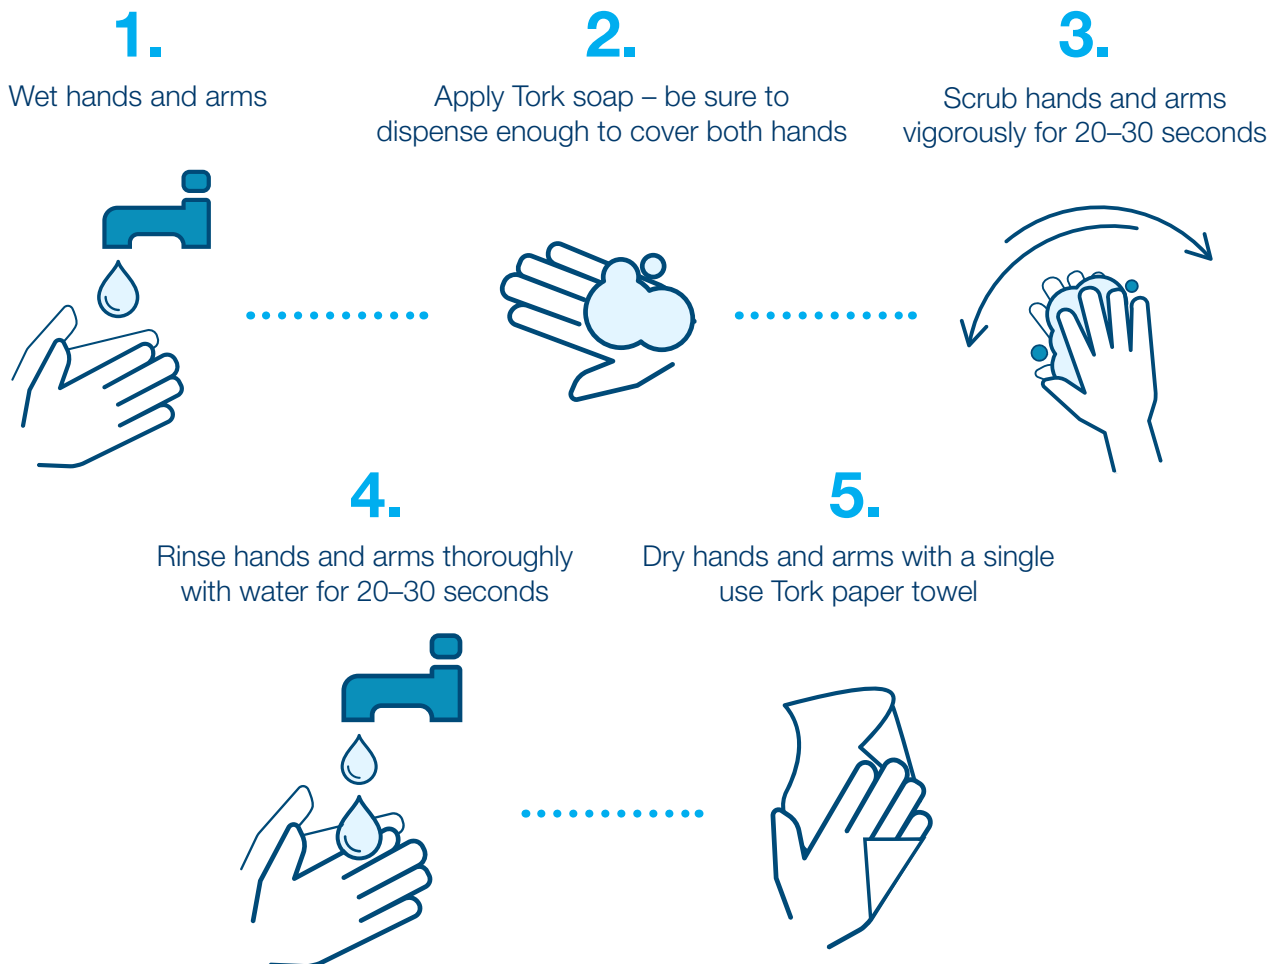 1.
Wet hands and arms
2.
Apply Tork soap – be sure to
dispense enough to cover both hands
3.
Scrub hands and arms
vigorously for 20–30 seconds
4.
Rinse hands and arms thoroughly
with water for 20–30 seconds
5.
Dry hands and arms with a single
use Tork paper towel